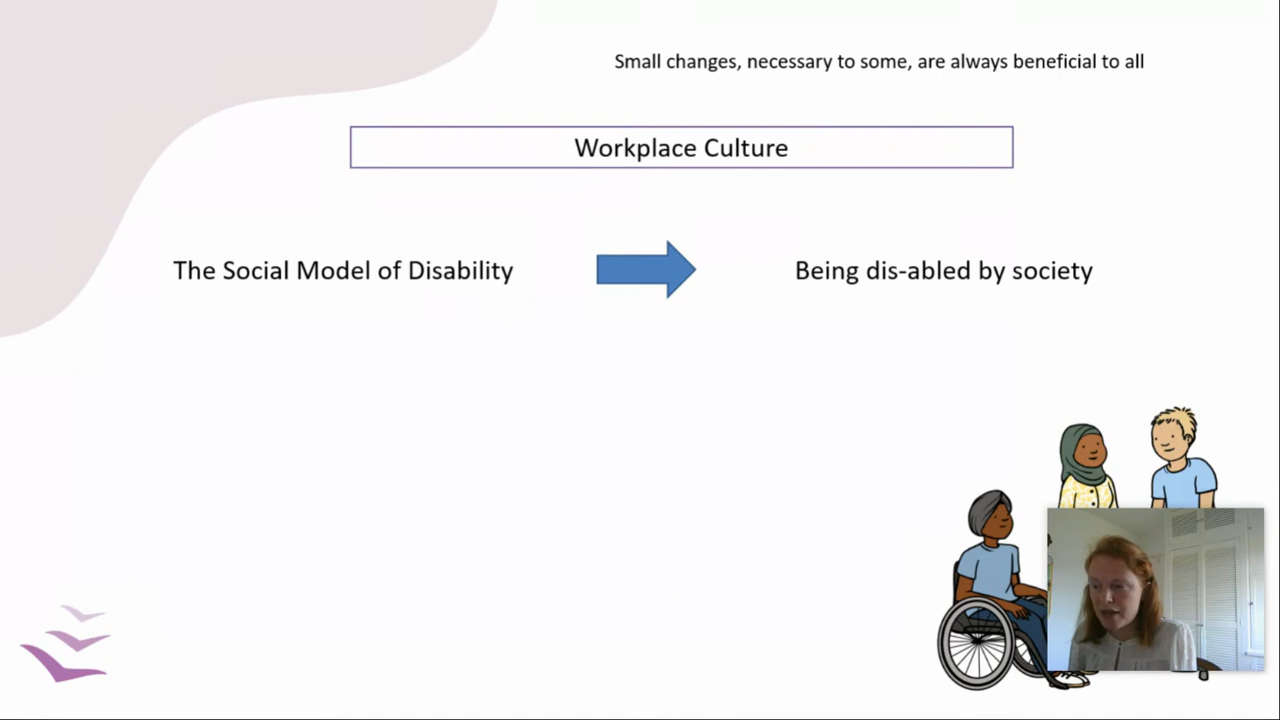 Small changes, necessary to some, are always beneficial to all
Workplace Culture
The Social Model of Disability
Being dis-abled by society